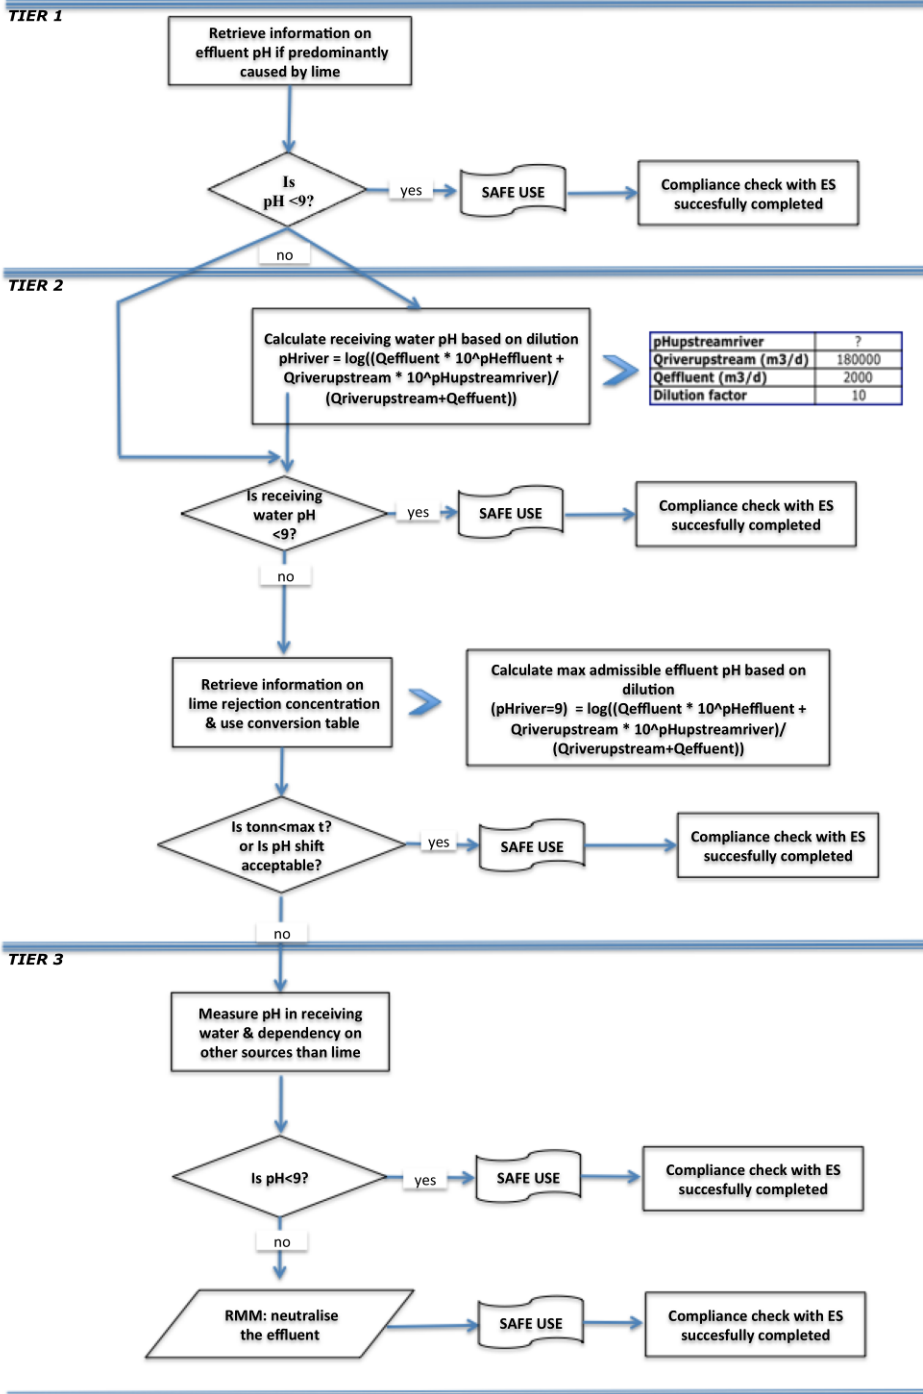 TIER 1
Retrieve information on
effluent pH if predominantly
caused by lime
Is
pH <9?
yes
SAFE USE
Compliance check with ES
succesfully completed
no
TIER 2
Calculate receiving water pH based on dilution
pHriver = log((Qeffluent * 10^pHeffluent +
Qriverupstream * 10^pHupstreamriver)/
(Qriverupstream+Qeffuent))
pHupstreamriver ?
Qriverupstream (m3/d) 180000
Qeffluent (m3/d) 2000
Dilution factor 10
Is receiving
water pH
<9?
yes
SAFE USE
Compliance check with ES
succesfully completed
no
Retrieve information on
lime rejection concentration
& use conversion table
Calculate max admissible effluent pH based on
dilution
(pHriver=9) = log((Qeffluent * 10^pHeffluent +
Qriverupstream * 10^pHupstreamriver)/
(Qriverupstream+Qeffuent))
Is tonn<max t?
or Is pH shift
acceptable?
yes
SAFE USE
Compliance check with ES
succesfully completed
no
TIER 3
Measure pH in receiving
water & dependency on
other sources than lime
Is pH<9?
yes
SAFE USE
Compliance check with ES
succesfully completed
no
RMM: neutralise
the effluent
SAFE USE
Compliance check with ES
succesfully completed